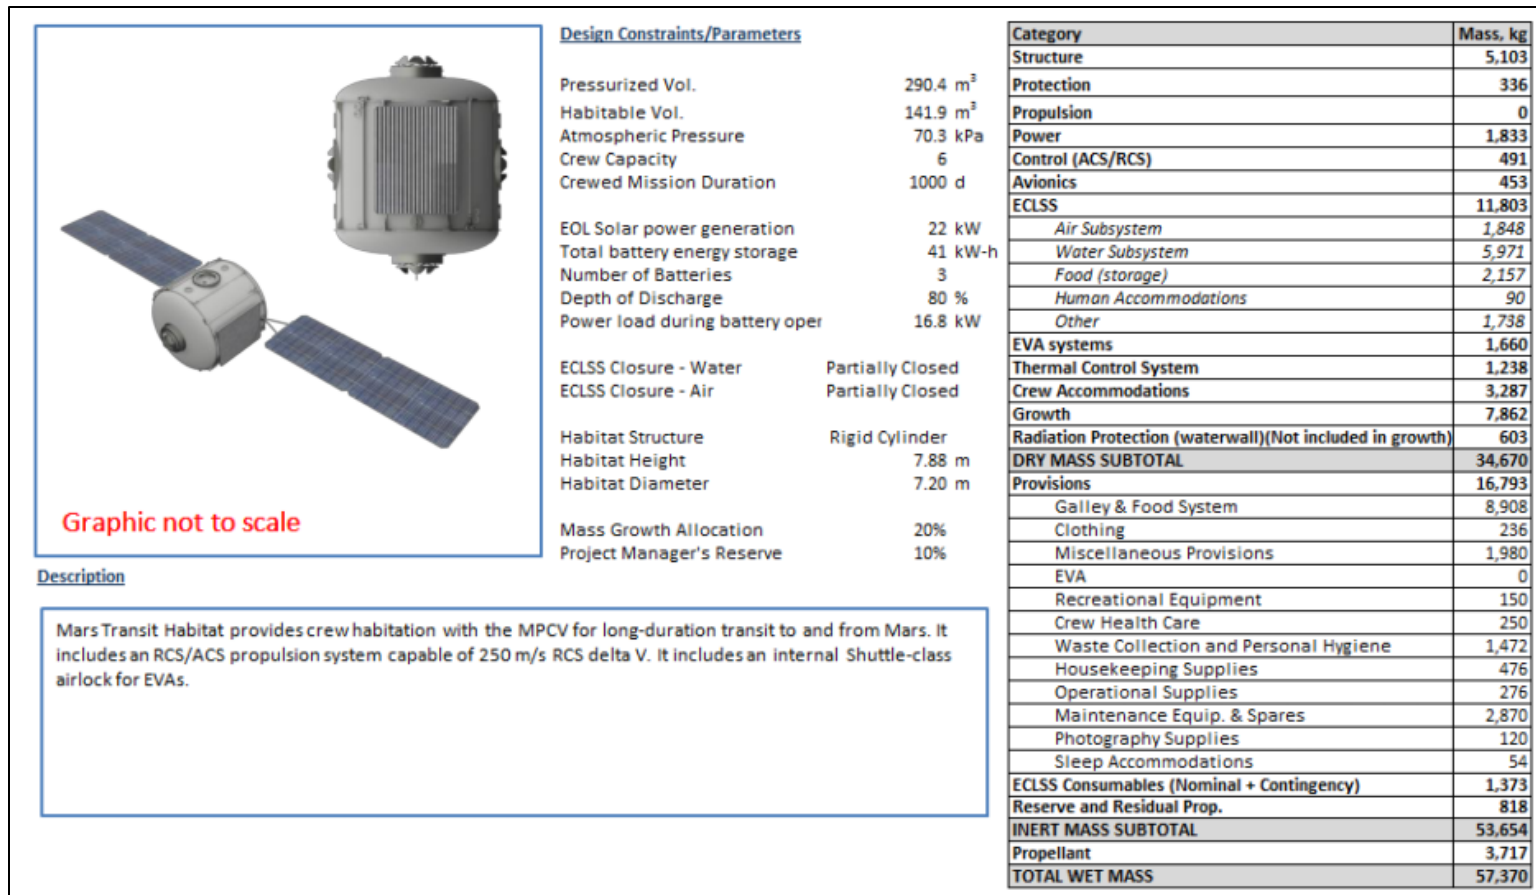 Graphic not to scale
Design Constraints/Parameters
Pressurized Vol. 290.4 m³
Habitable Vol. 141.9 m³
Atmospheric Pressure 70.3 kPa
Crew Capacity 6
Crewed Mission Duration 1000 d
EOL Solar power generation 22 kW
Total battery energy storage 41 kW-h
Number of Batteries 3
Depth of Discharge 80 %
Power load during battery oper 16.8 kW
ECLSS Closure - Water Partially Closed
ECLSS Closure - Air Partially Closed
Habitat Structure Rigid Cylinder
Habitat Height 7.88 m
Habitat Diameter 7.20 m
Mass Growth Allocation 20%
Project Manager's Reserve 10%
Description
Mars Transit Habitat provides crew habitation with the MPCV for long-duration transit to and from Mars. It
includes an RCS/ACS propulsion system capable of 250 m/s RCS delta V. It includes an internal Shuttle-class
airlock for EVAs.
Category Mass, kg
Structure 5,103
Protection 336
Propulsion 0
Power 1,833
Control (ACS/RCS) 491
Avionics 453
ECLSS 11,803
Air Subsystem 1,848
Water Subsystem 5,971
Food (storage) 2,157
Human Accommodations 90
Other 1,738
EVA systems 1,660
Thermal Control System 1,238
Crew Accommodations 3,287
Growth 7,862
Radiation Protection (waterwall)(Not included in growth) 603
DRY MASS SUBTOTAL 34,670
Provisions 16,793
Galley & Food System 8,908
Clothing 236
Miscellaneous Provisions 1,980
EVA 0
Recreational Equipment 150
Crew Health Care 250
Waste Collection and Personal Hygiene 1,472
Housekeeping Supplies 476
Operational Supplies 276
Maintenance Equip. & Spares 2,870
Photography Supplies 120
Sleep Accommodations 54
ECLSS Consumables (Nominal + Contingency) 1,373
Reserve and Residual Prop. 818
INERT MASS SUBTOTAL 53,654
Propellant 3,717
TOTAL WET MASS 57,370